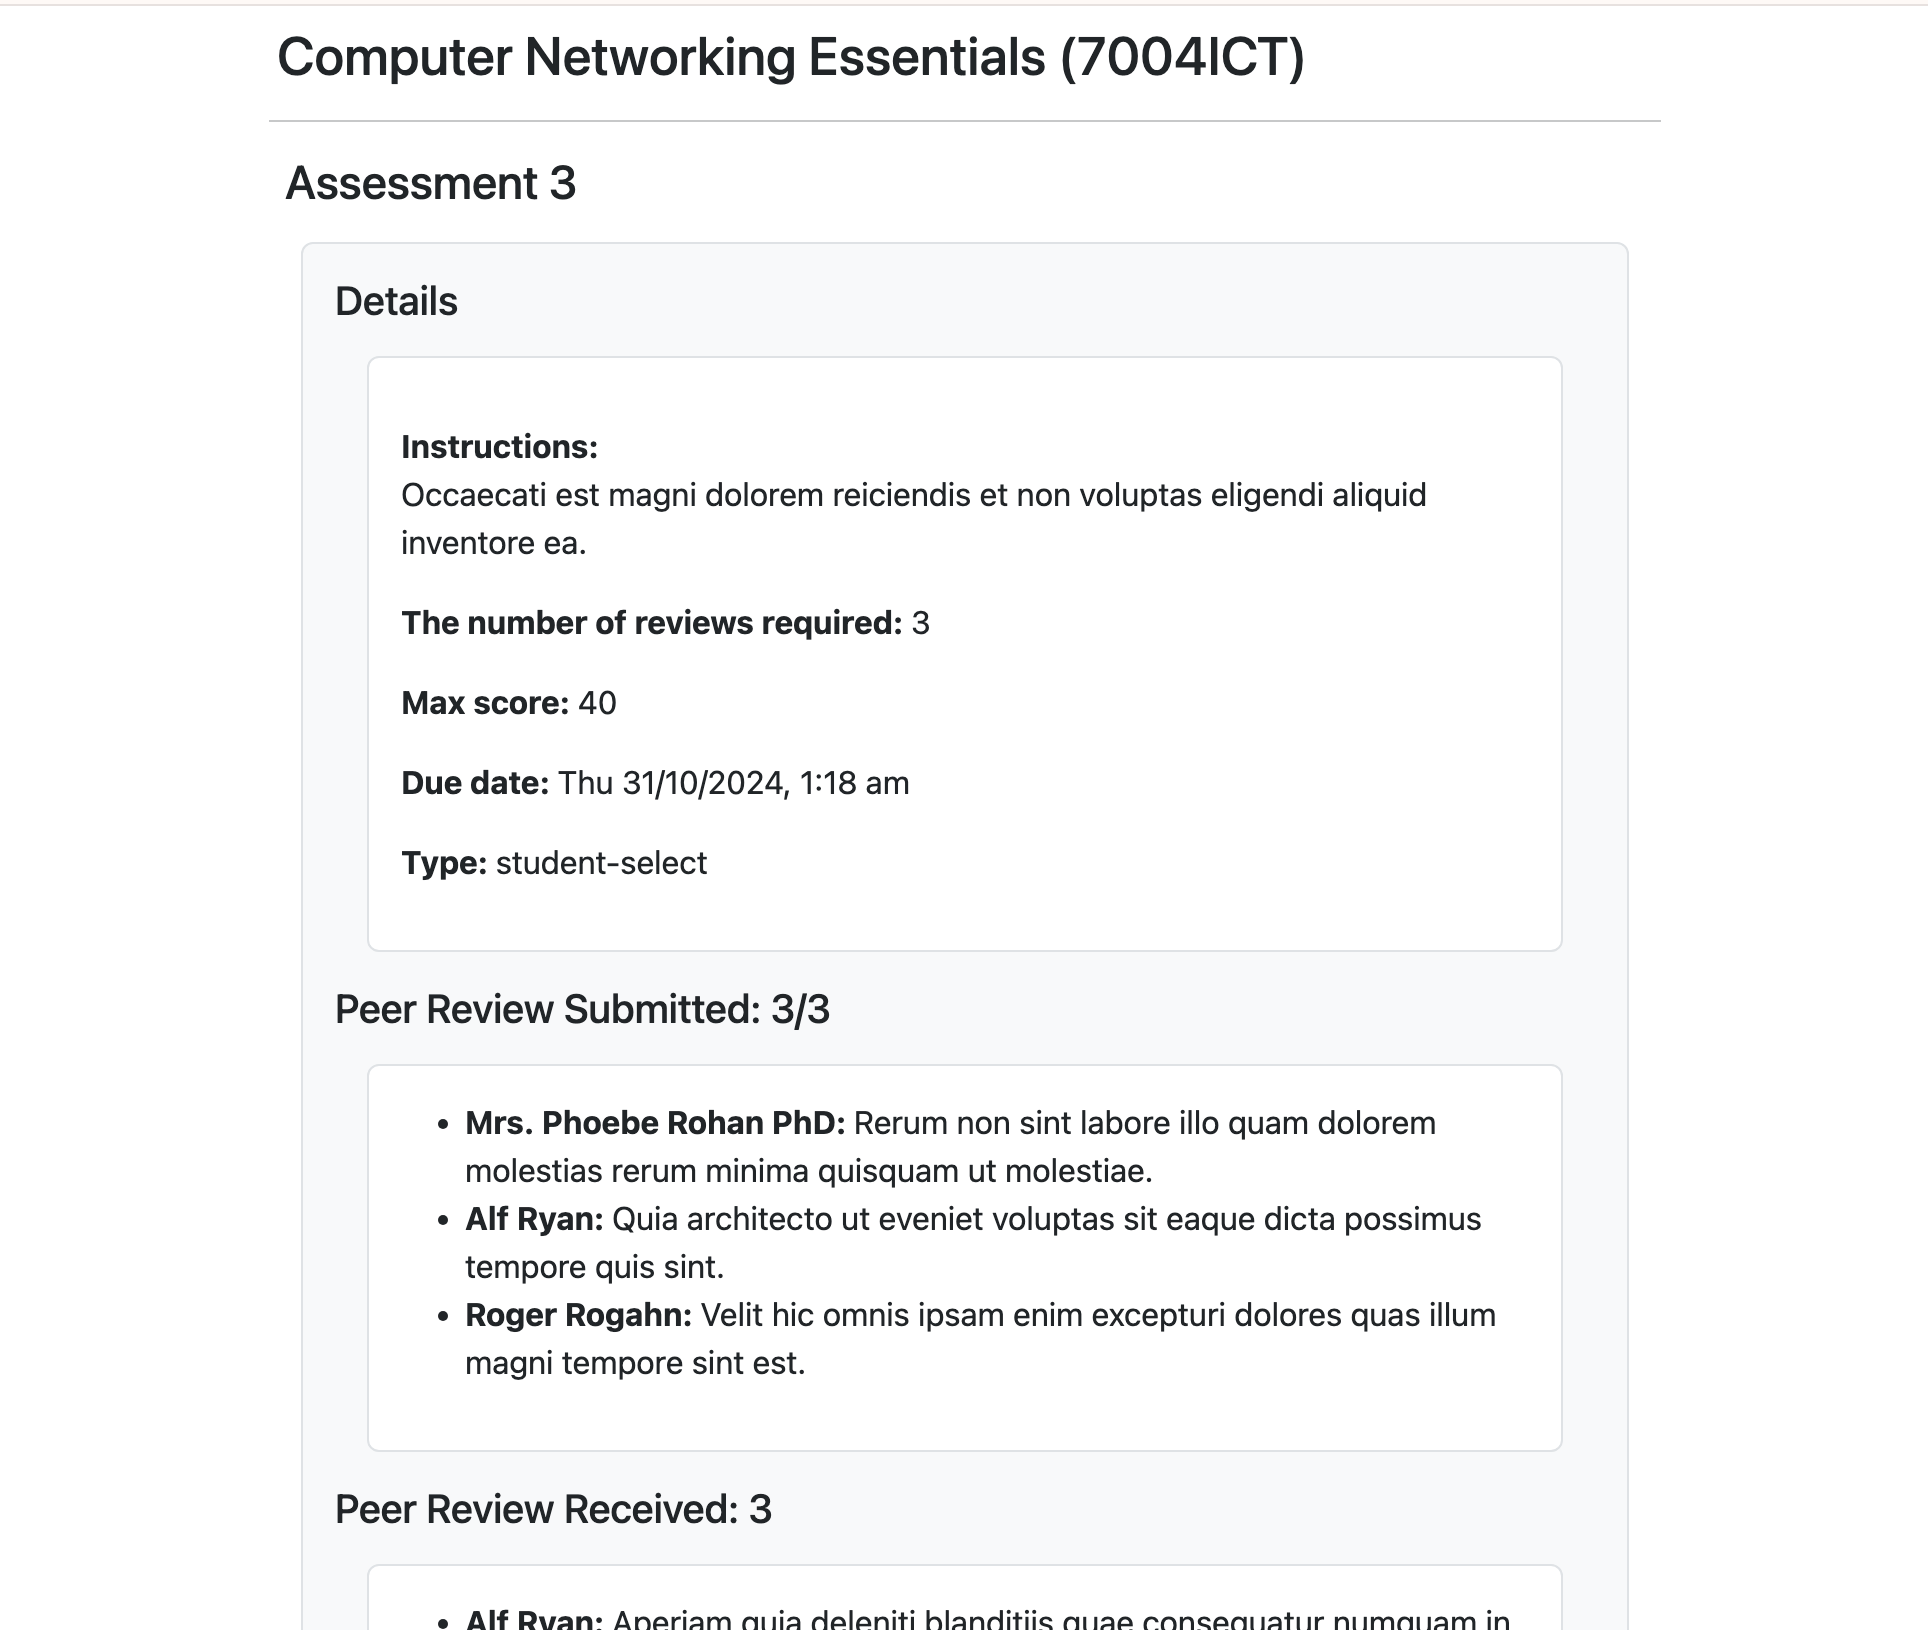 Computer Networking Essentials (7004ICT)
Assessment 3
Details
Instructions:
Occaecati est magni dolorem reiciendis et non voluptas eligendi aliquid
inventore ea.
The number of reviews required: 3
Max score: 40
Due date: Thu 31/10/2024, 1:18 am
Type: student-select
Peer Review Submitted: 3/3
• Mrs. Phoebe Rohan PhD: Rerum non sint labore illo quam dolorem
molestias rerum minima quisquam ut molestiae.
• Alf Ryan: Quia architecto ut eveniet voluptas sit eaque dicta possimus
tempore quis sint.
• Roger Rogahn: Velit hic omnis ipsam enim excepturi dolores quas illum
magni tempore sint est.
Peer Review Received: 3
• Alf Ryan: Aperiam quia deleniti blanditiis quae consequatur numquam in